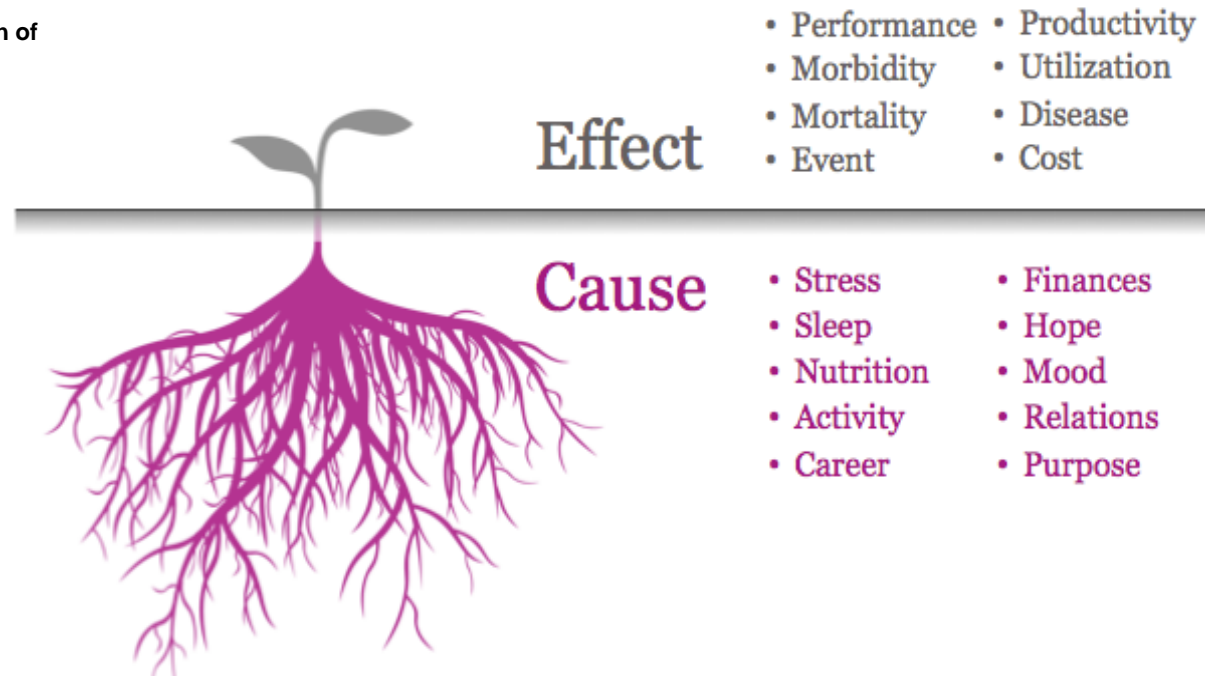 n of
• Performance • Productivity
• Morbidity • Utilization
• Mortality • Disease
• Event • Cost
Effect
Cause
• Stress • Finances
• Sleep • Hope
• Nutrition • Mood
• Activity • Relations
• Career • Purpose